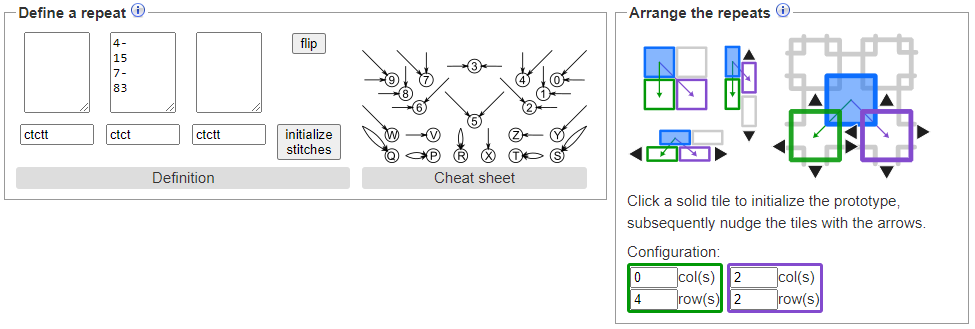 Define a repeat
i
4-
15
7-
83
flip
ctctt
ctct
ctctt
initialize
stitches
Definition
9
7
3
4
0
8
1
6
5
2
W
V
Z
Y
Q
P
R
X
T
S
Cheat sheet
Arrange the repeats
i
Click a solid tile to initialize the prototype,
subsequently nudge the tiles with the arrows.
Configuration:
0 col(s) 2 col(s)
4 row(s) 2 row(s)